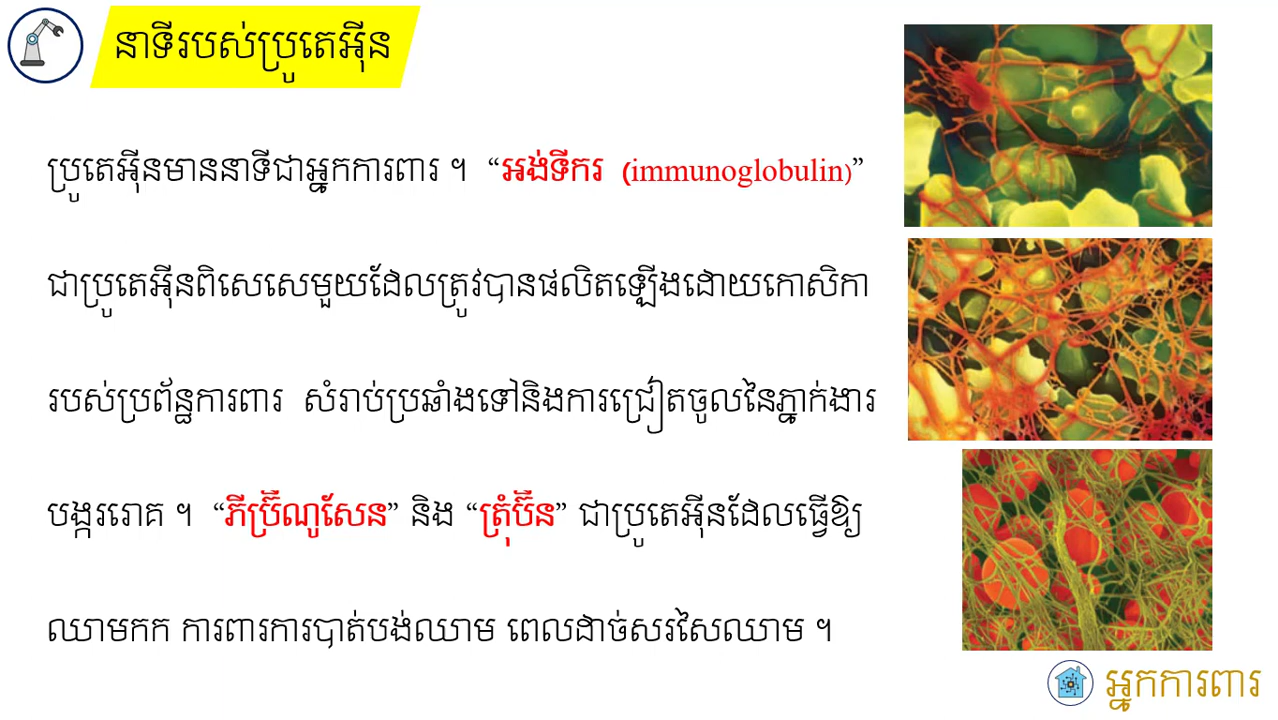 នាទីរបស់ប្រូតេអ៊ីន
ប្រូតេអ៊ីនមាននាទីជាអ្នកការពារ ។ “អង់ទីករ (immunoglobulin)”
ជាប្រូតេអ៊ីនពិសេសេមួយដែលត្រូវបានផលិតឡើងដោយកោសិកា
របស់ប្រព័ន្ឋការពារ សំរាប់ប្រឆាំងទៅនិងការជ្រៀតចូលនៃភ្នាក់ងារ
បង្ករោគ ។ “ភីប្រ៊ីណូសែន” និង “ត្រុំប៊ីន” ជាប្រូតេអ៊ីនដែលធ្វើឱ្យ
ឈាមកក ការពារការបាត់បង់ឈាម ពេលដាច់សរសៃឈាម ។
អ្នកការពារ